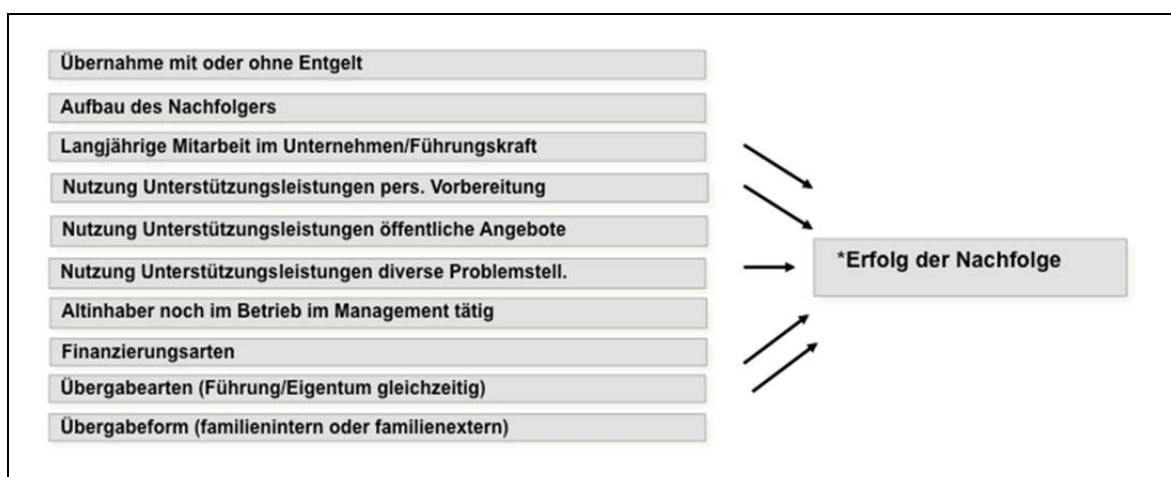 Übernahme mit oder ohne Entgelt
Aufbau des Nachfolgers
Langjährige Mitarbeit im Unternehmen/Führungskraft
Nutzung Unterstützungsleistungen pers. Vorbereitung
Nutzung Unterstützungsleistungen öffentliche Angebote
Nutzung Unterstützungsleistungen diverse Problemstell.
Altinhaber noch im Betrieb im Management tätig
Finanzierungsarten
Übergabearten (Führung/Eigentum gleichzeitig)
Übergabeform (familienintern oder familienextern)
*Erfolg der Nachfolge